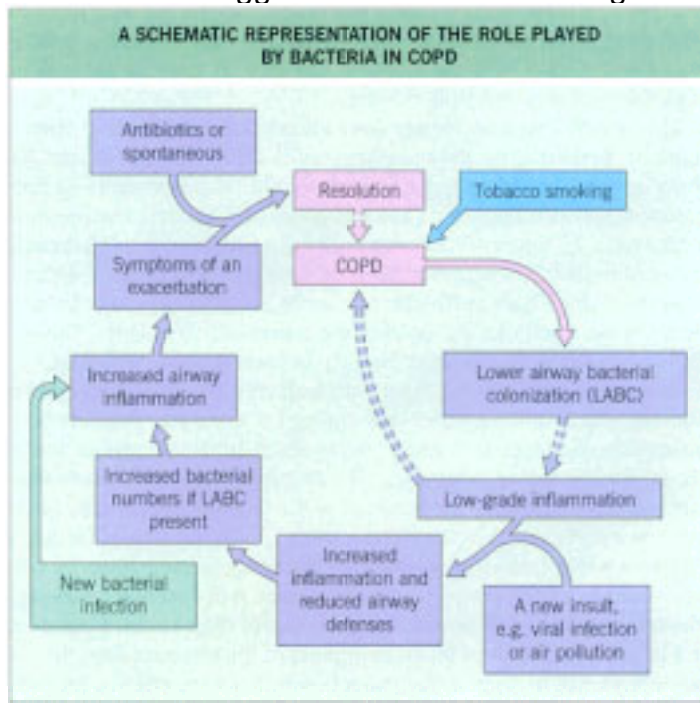 A SCHEMATIC REPRESENTATION OF THE ROLE PLAYED
BY BACTERIA IN COPD
Antibiotics or
spontaneous
Resolution
Tobacco smoking
Symptoms of an
exacerbation
COPD
Increased airway
inflammation
Lower airway bacterial
colonization (LABC)
Increased bacterial
numbers if LABC
present
Low-grade inflammation
New bacterial
infection
Increased
inflammation and
reduced airway
defenses
A new insult,
e.g. viral infection
or air pollution